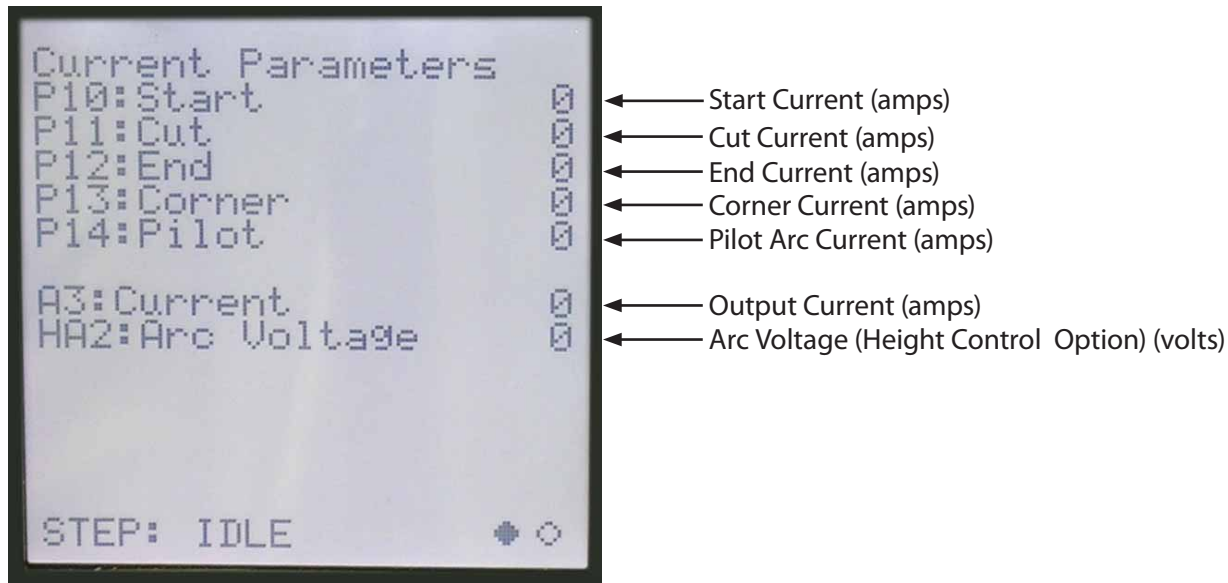 Current Parameters
P10:Start 0 Start Current (amps)
P11:Cut 0 Cut Current (amps)
P12:End 0 End Current (amps)
P13:Corner 0 Corner Current (amps)
P14:Pilot 0 Pilot Arc Current (amps)
A3:Current 0 Output Current (amps)
HA2:Arc Voltage 0 Arc Voltage (Height Control Option) (volts)
STEP: IDLE